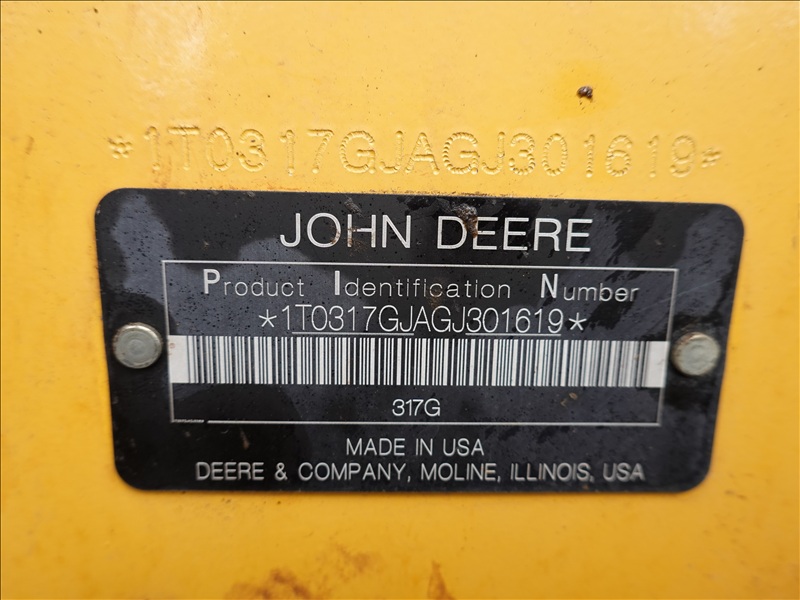 *1T0317GJAGJ301619*
JOHN DEERE
Product Identification Number
*1T0317GJAGJ301619*
317G
MADE IN USA
DEERE & COMPANY, MOLINE, ILLINOIS, USA